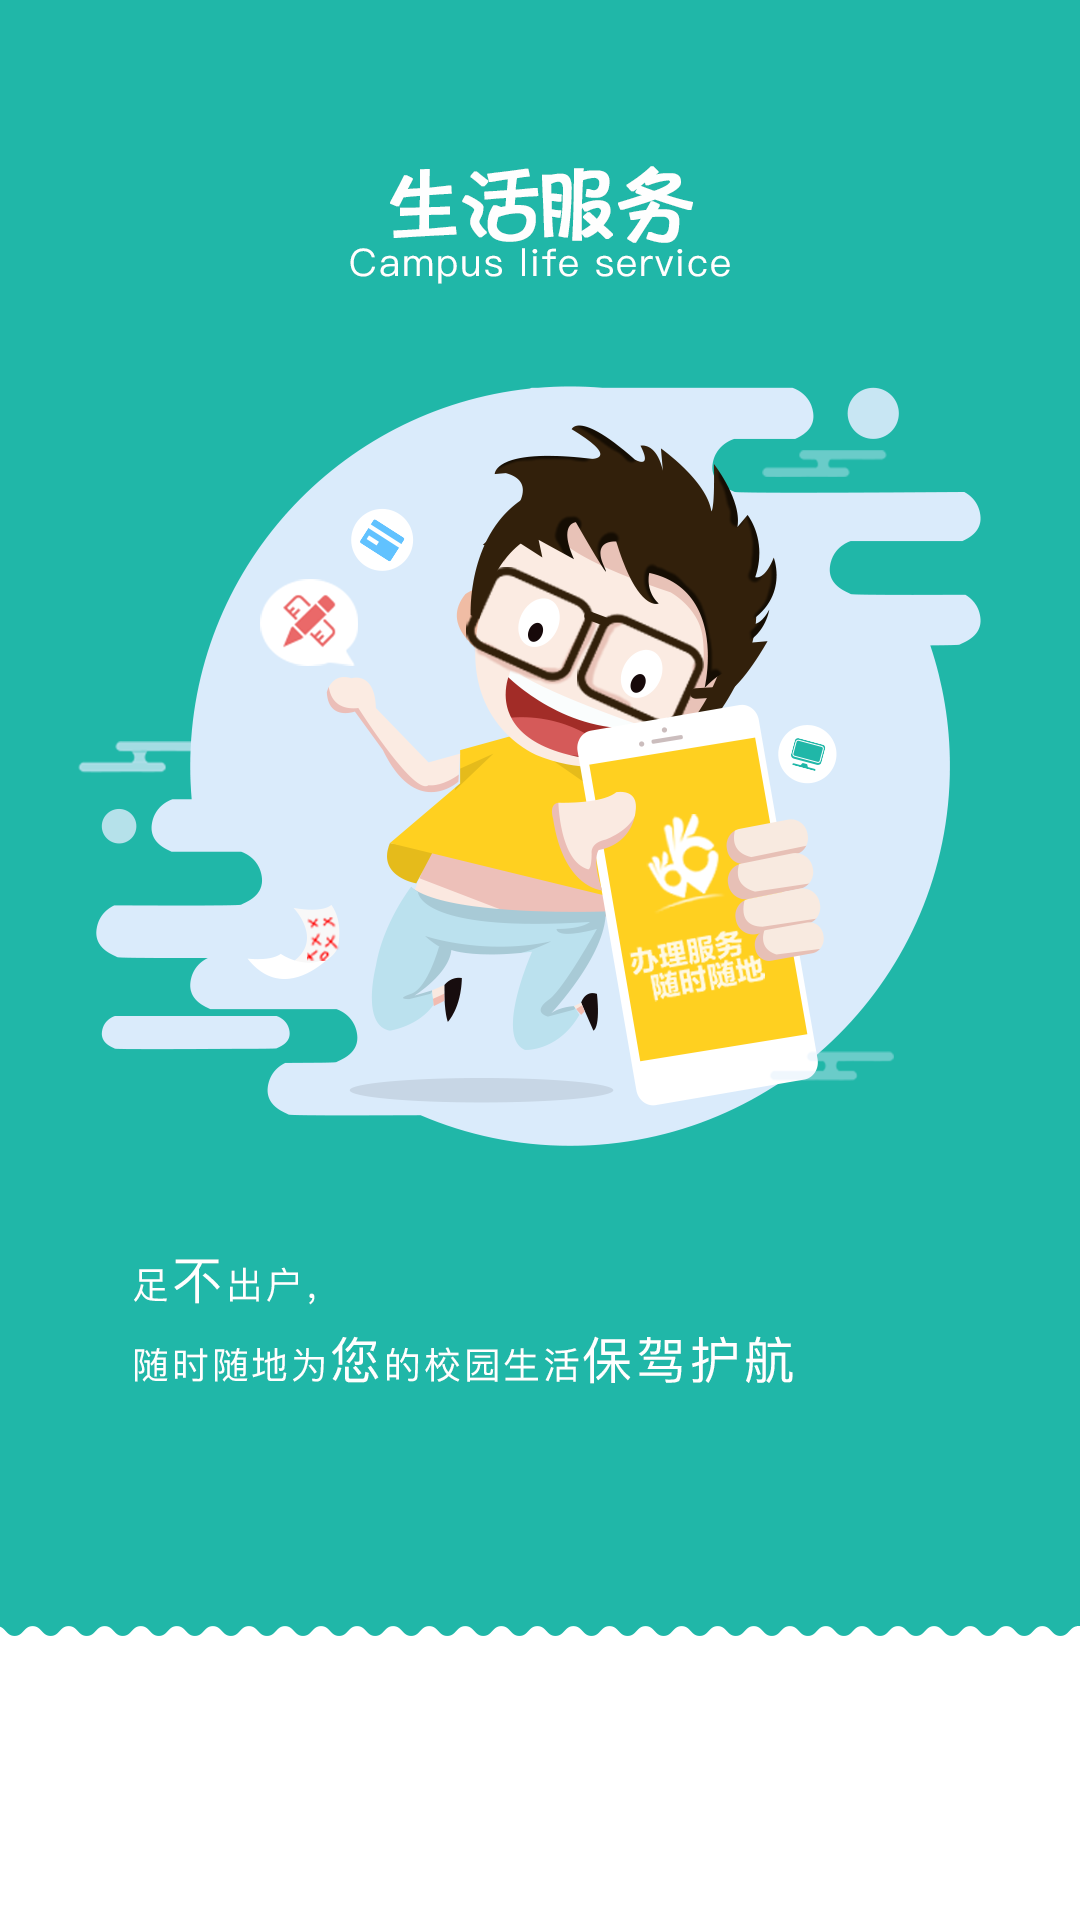 生活服务
Campus life service
办理服务
随时随地
足不出户，
随时随地为您的校园生活保驾护航